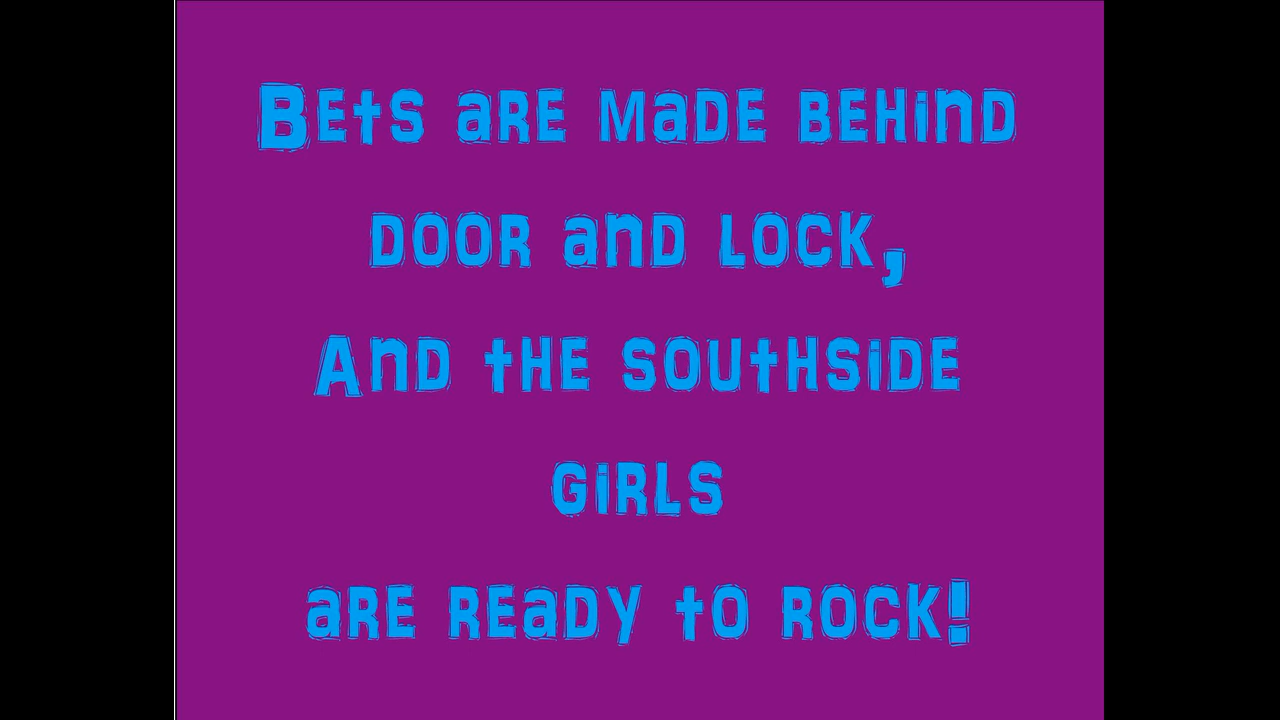 Bets are made behind
door and lock,
And the southside
girls
are ready to rock!